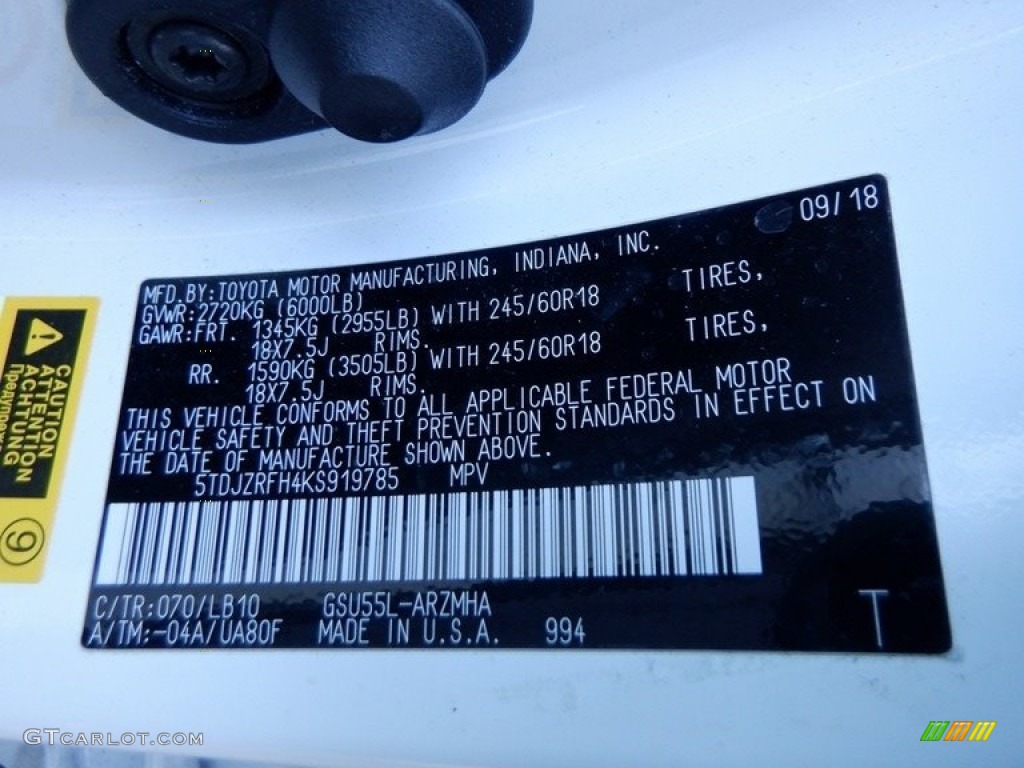 09/18
MFD.BY:TOYOTA MOTOR MANUFACTURING, INDIANA, INC.
GVWR:2720KG (6000LB)
GAWR:FRT. 1345KG (2955LB) WITH 245/60R18 TIRES,
18X7.5J RIMS.
RR. 1590KG (3505LB) WITH 245/60R18 TIRES,
18X7.5J RIMS.
THIS VEHICLE CONFORMS TO ALL APPLICABLE FEDERAL MOTOR
VEHICLE SAFETY AND THEFT PREVENTION STANDARDS IN EFFECT ON
THE DATE OF MANUFACTURE SHOWN ABOVE.
5TDJZRFH4KS919785 MPV
C/TR:070/LB10 GSU55L-ARZMHA
A/TM:-04A/UA80F MADE IN U.S.A. 994
T
CAUTION
ATTENTION
ACHTUNG
9
GTCARLOT.COM